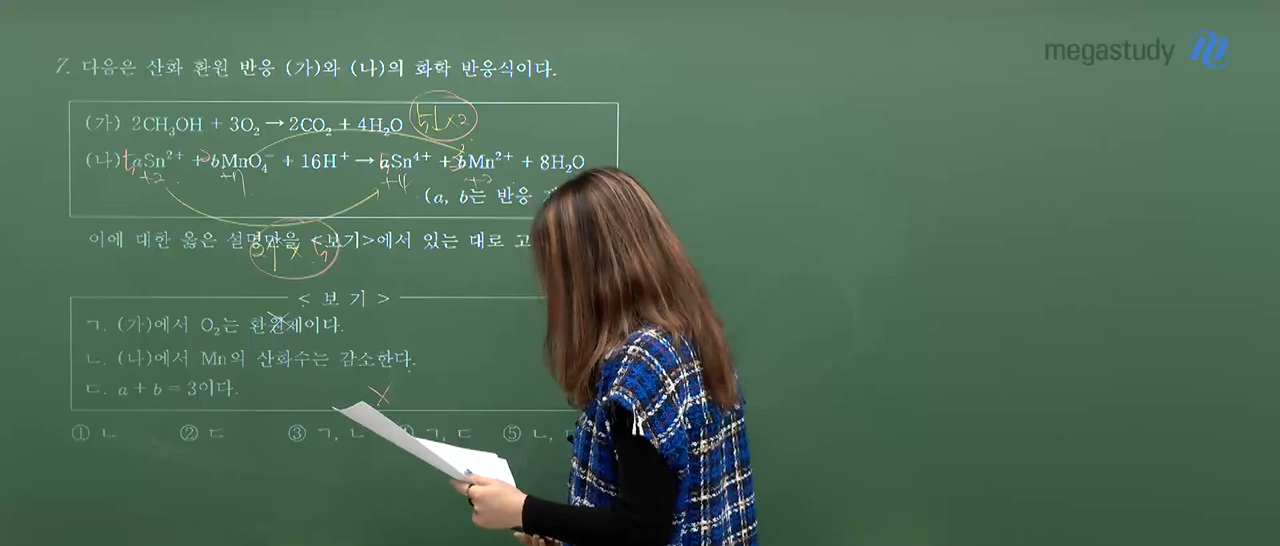 megastudy
7. 다음은 산화 환원 반응 (가)와 (나)의 화학 반응식이다.
(가) 2CH₃OH + 3O₂ → 2CO₂ + 4H₂O
(나) aSn²⁺ + bMnO₄⁻ + 16H⁺ → aSn⁴⁺ + bMn²⁺ + 8H₂O
+2 +7 +4 +2
(a, b는 반응
이에 대한 옳은 설명만을 <보기>에서 있는 대로 고
< 보 기 >
ㄱ. (가)에서 O₂는 환원제이다.
ㄴ. (나)에서 Mn의 산화수는 감소한다.
ㄷ. a + b = 3이다.
① ㄴ ② ㄷ ③ ㄱ, ㄴ ㄱ, ㄷ ⑤ ㄴ,